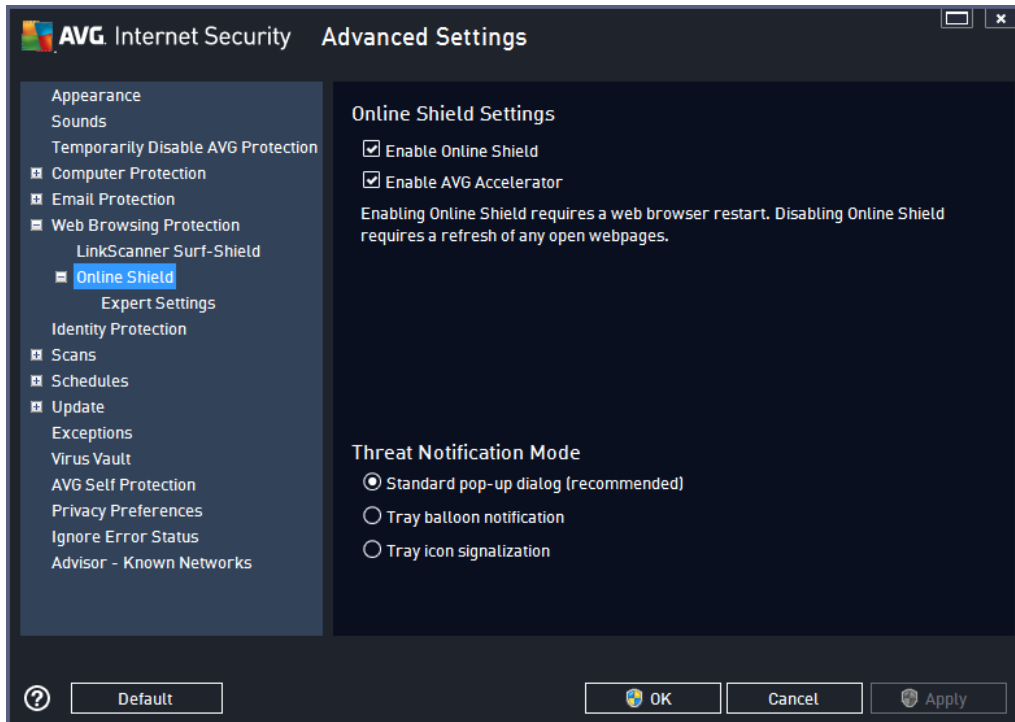 AVG. Internet Security Advanced Settings
Appearance
Sounds
Temporarily Disable AVG Protection
Computer Protection
Email Protection
Web Browsing Protection
LinkScanner Surf-Shield
Online Shield
Expert Settings
Identity Protection
Scans
Schedules
Update
Exceptions
Virus Vault
AVG Self Protection
Privacy Preferences
Ignore Error Status
Advisor - Known Networks
Online Shield Settings
Enable Online Shield
Enable AVG Accelerator
Enabling Online Shield requires a web browser restart. Disabling Online Shield
requires a refresh of any open webpages.
Threat Notification Mode
Standard pop-up dialog (recommended)
Tray balloon notification
Tray icon signalization
? Default OK Cancel Apply